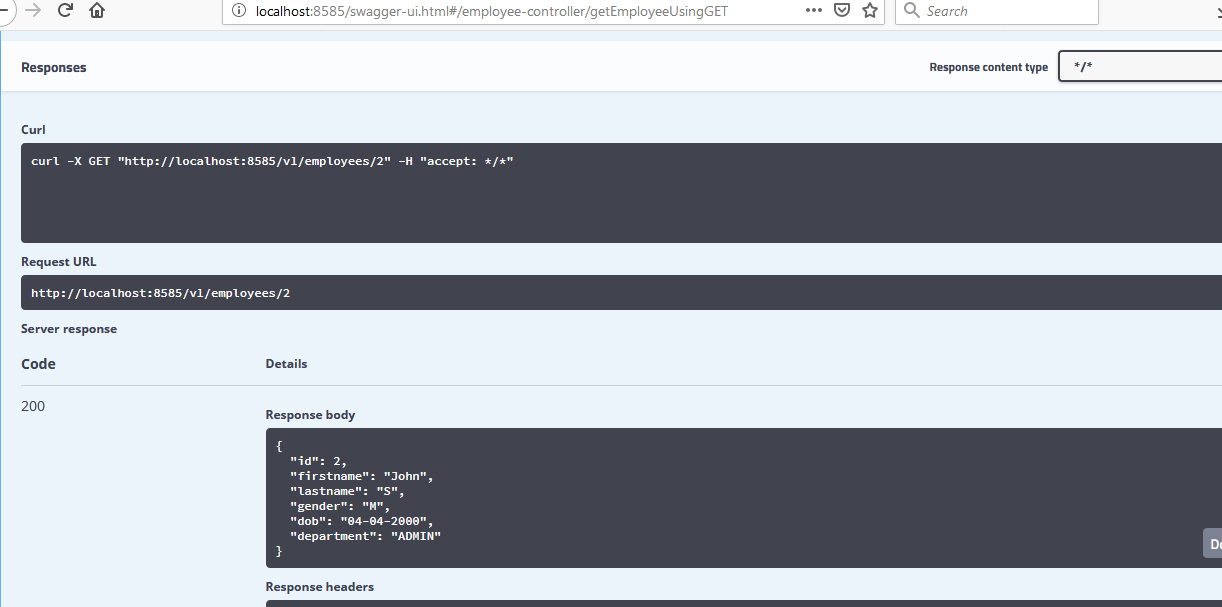 localhost:8585/swagger-ui.html#/employee-controller/getEmployeeUsingGET
Search
Responses
Response content type
*/*
Curl
curl -X GET "http://localhost:8585/v1/employees/2" -H "accept: */*"
Request URL
http://localhost:8585/v1/employees/2
Server response
Code
Details
200
Response body
{
"id": 2,
"firstname": "John",
"lastname": "S",
"gender": "M",
"dob": "04-04-2000",
"department": "ADMIN"
}
Response headers